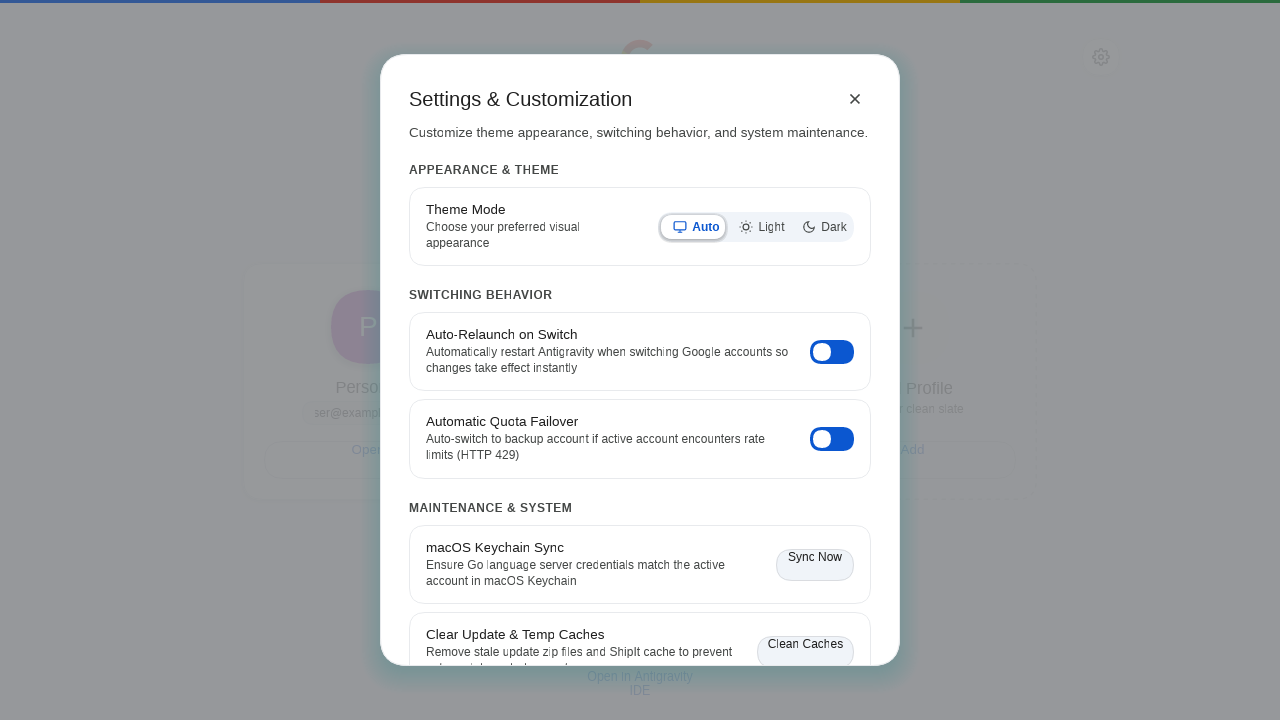 Settings & Customization
Customize theme appearance, switching behavior, and system maintenance.
APPEARANCE & THEME
Theme Mode
Choose your preferred visual
appearance
Auto
Light
Dark
SWITCHING BEHAVIOR
Auto-Relaunch on Switch
Automatically restart Antigravity when switching Google accounts so
changes take effect instantly
Automatic Quota Failover
Auto-switch to backup account if active account encounters rate
limits (HTTP 429)
MAINTENANCE & SYSTEM
macOS Keychain Sync
Ensure Go language server credentials match the active
account in macOS Keychain
Sync Now
Clear Update & Temp Caches
Remove stale update zip files and ShipIt cache to prevent
Clean Caches
P
Perso
ser@exampl
Open
Profile
clean slate
Add
Open in Antigravity
IDE